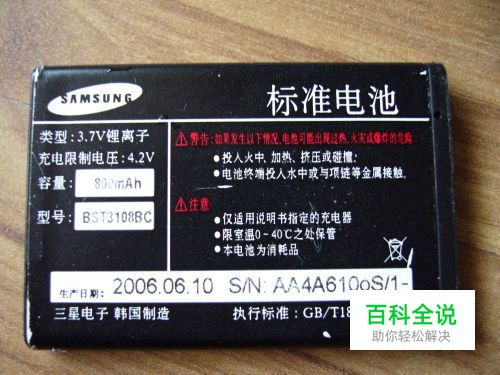 SAMSUNG
标准电池
类型: 3.7V锂离子
充电限制电压: 4.2V
容量: 800mAh
型号: BST3108BC
警告: 如果发生以下情况,电池可能出现过热、火灾或爆炸的危险:
• 投入火中、加热、挤压或碰撞;
• 电池终端投入水中或与项链等金属接触。
注意:
• 仅适用说明书指定的充电器
• 限室温0~40℃之处保管
• 本电池为消耗品
生产日期: 2006.06.10 S/N: AA4A610oS/1-
三星电子 韩国制造 执行标准: GB/T18
百科全说
助你轻松解决